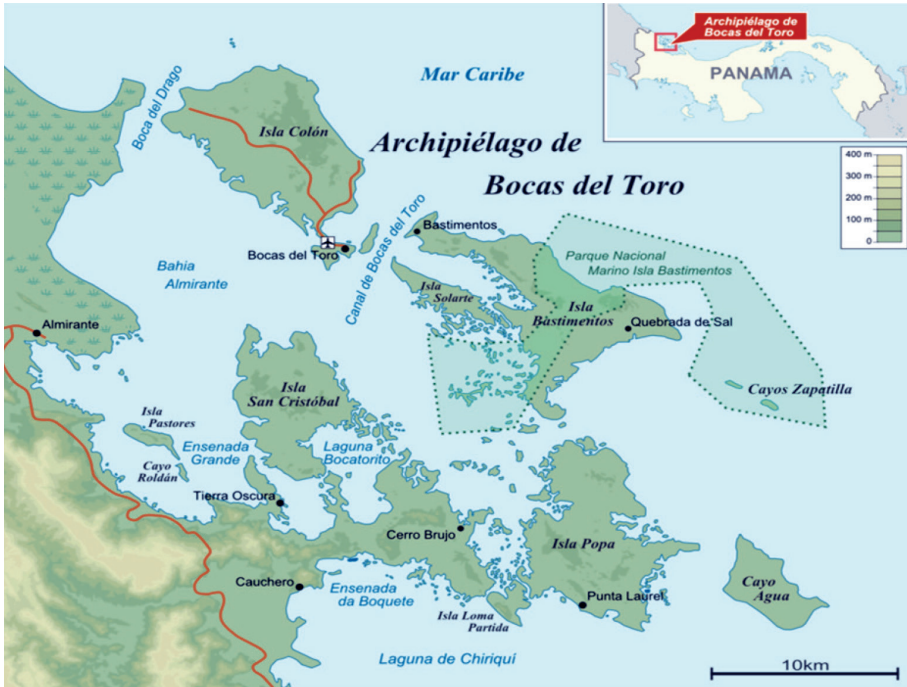 Archipiélago de
Bocas del Toro
PANAMA
Mar Caribe
Boca del Drago
Isla Colón
Archipiélago de
Bocas del Toro
400 m
300 m
200 m
100 m
0
Canal de Bocas del Toro
Bastimentos
Bocas del Toro
Parque Nacional
Marino Isla Bastimentos
Bahia
Almirante
Isla
Solarte
Isla
Bastimentos
Quebrada de Sal
Almirante
Isla
San Cristóbal
Cayos Zapatilla
Isla
Pastores
Ensenada
Grande
Laguna
Bocatorito
Cayo
Roldán
Tierra Oscura
Cerro Brujo
Isla Popa
Cauchero
Ensenada
da Boquete
Punta Laurel
Cayo
Agua
Isla Loma
Partida
Laguna de Chiriquí
10km